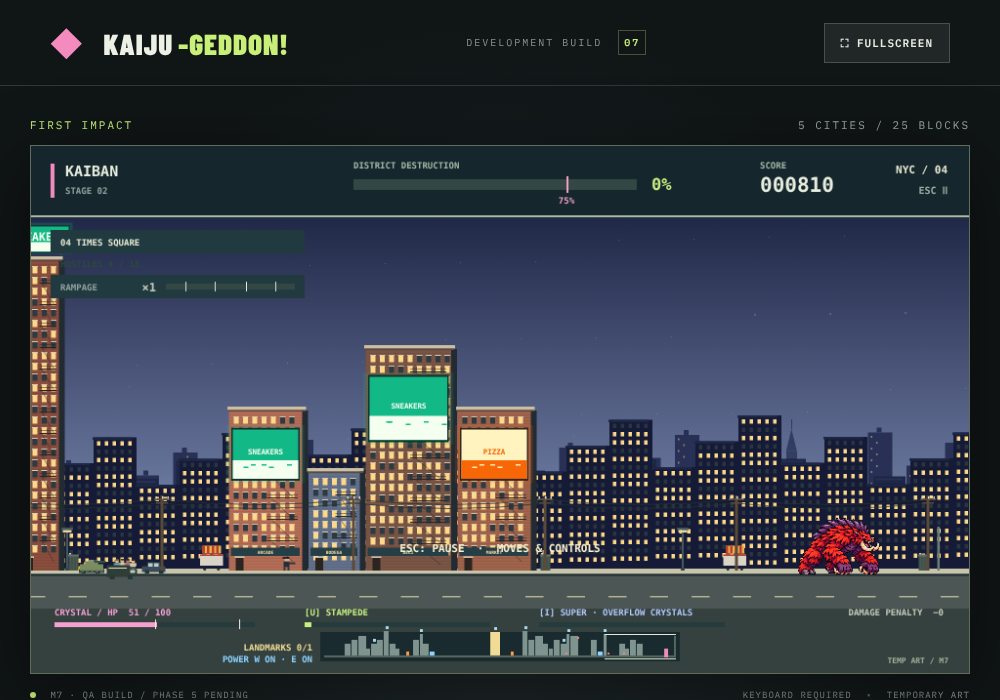 KAIJU-GEDDON!
DEVELOPMENT BUILD 07
FULLSCREEN
FIRST IMPACT
5 CITIES / 25 BLOCKS
KAIBAN
STAGE 02
DISTRICT DESTRUCTION
0%
75%
SCORE
000810
NYC / 04
ESC II
04 TIMES SQUARE
RAMPAGE ×1
SNEAKERS
SNEAKERS
PIZZA
ARCADE
ESC: PAUSE · MOVES & CONTROLS
CRYSTAL / HP 51 / 100
[U] STAMPEDE
[I] SUPER · OVERFLOW CRYSTALS
DAMAGE PENALTY −0
LANDMARKS 0/1
POWER W ON · E ON
TEMP ART / M7
M7 · QA BUILD / PHASE 5 PENDING
KEYBOARD REQUIRED • TEMPORARY ART